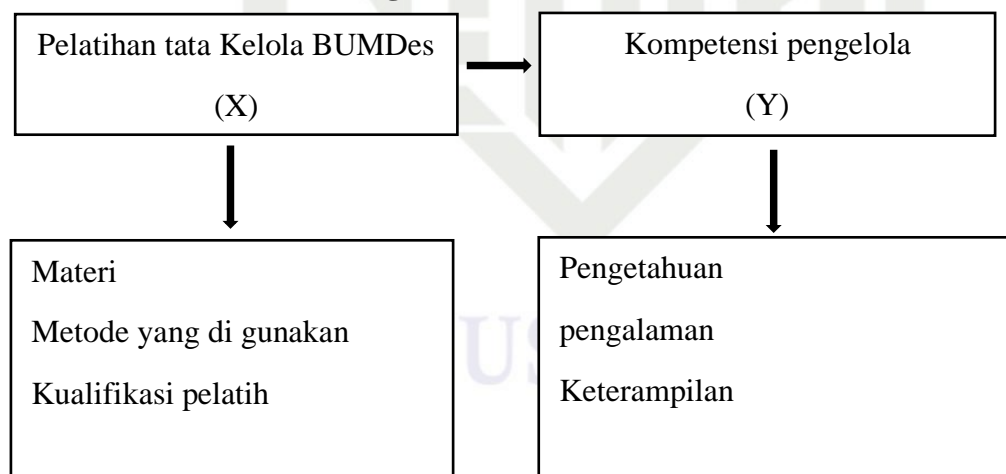 Pelatihan tata Kelola BUMDes
(X)
Kompetensi pengelola
(Y)
Materi
Metode yang di gunakan
Kualifikasi pelatih
Pengetahuan
pengalaman
Keterampilan